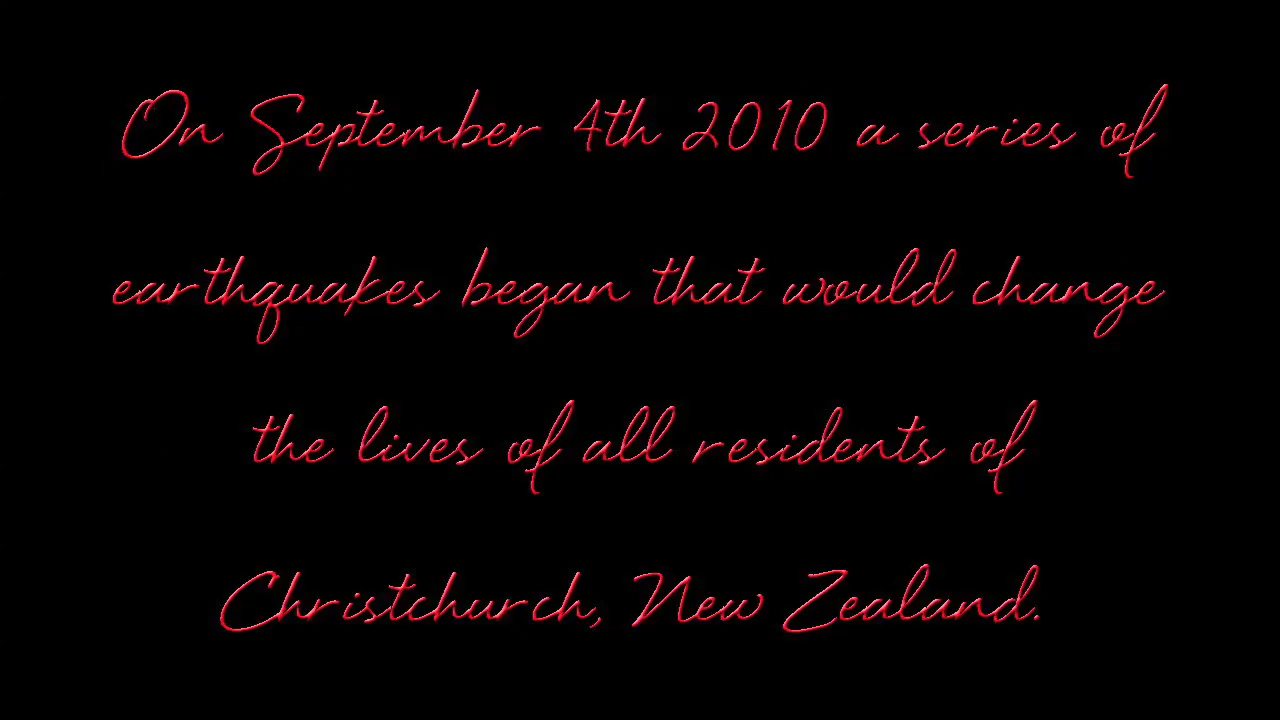 On September 4th 2010 a series of
earthquakes began that would change
the lives of all residents of
Christchurch, New Zealand.